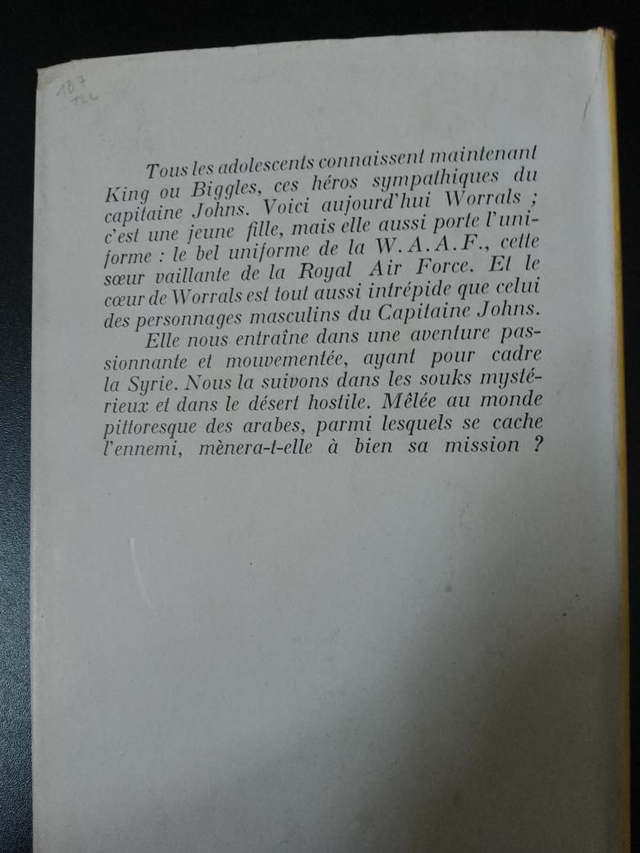 187
Tous les adolescents connaissent maintenant
King ou Biggles, ces héros sympathiques du
capitaine Johns. Voici aujourd'hui Worrals ;
c'est une jeune fille, mais elle aussi porte l'uni-
forme : le bel uniforme de la W.A.A.F., cette
sœur vaillante de la Royal Air Force. Et le
cœur de Worrals est tout aussi intrépide que celui
des personnages masculins du Capitaine Johns.
Elle nous entraîne dans une aventure pas-
sionnante et mouvementée, ayant pour cadre
la Syrie. Nous la suivons dans les souks mysté-
rieux et dans le désert hostile. Mêlée au monde
pittoresque des arabes, parmi lesquels se cache
l'ennemi, mènera-t-elle à bien sa mission ?